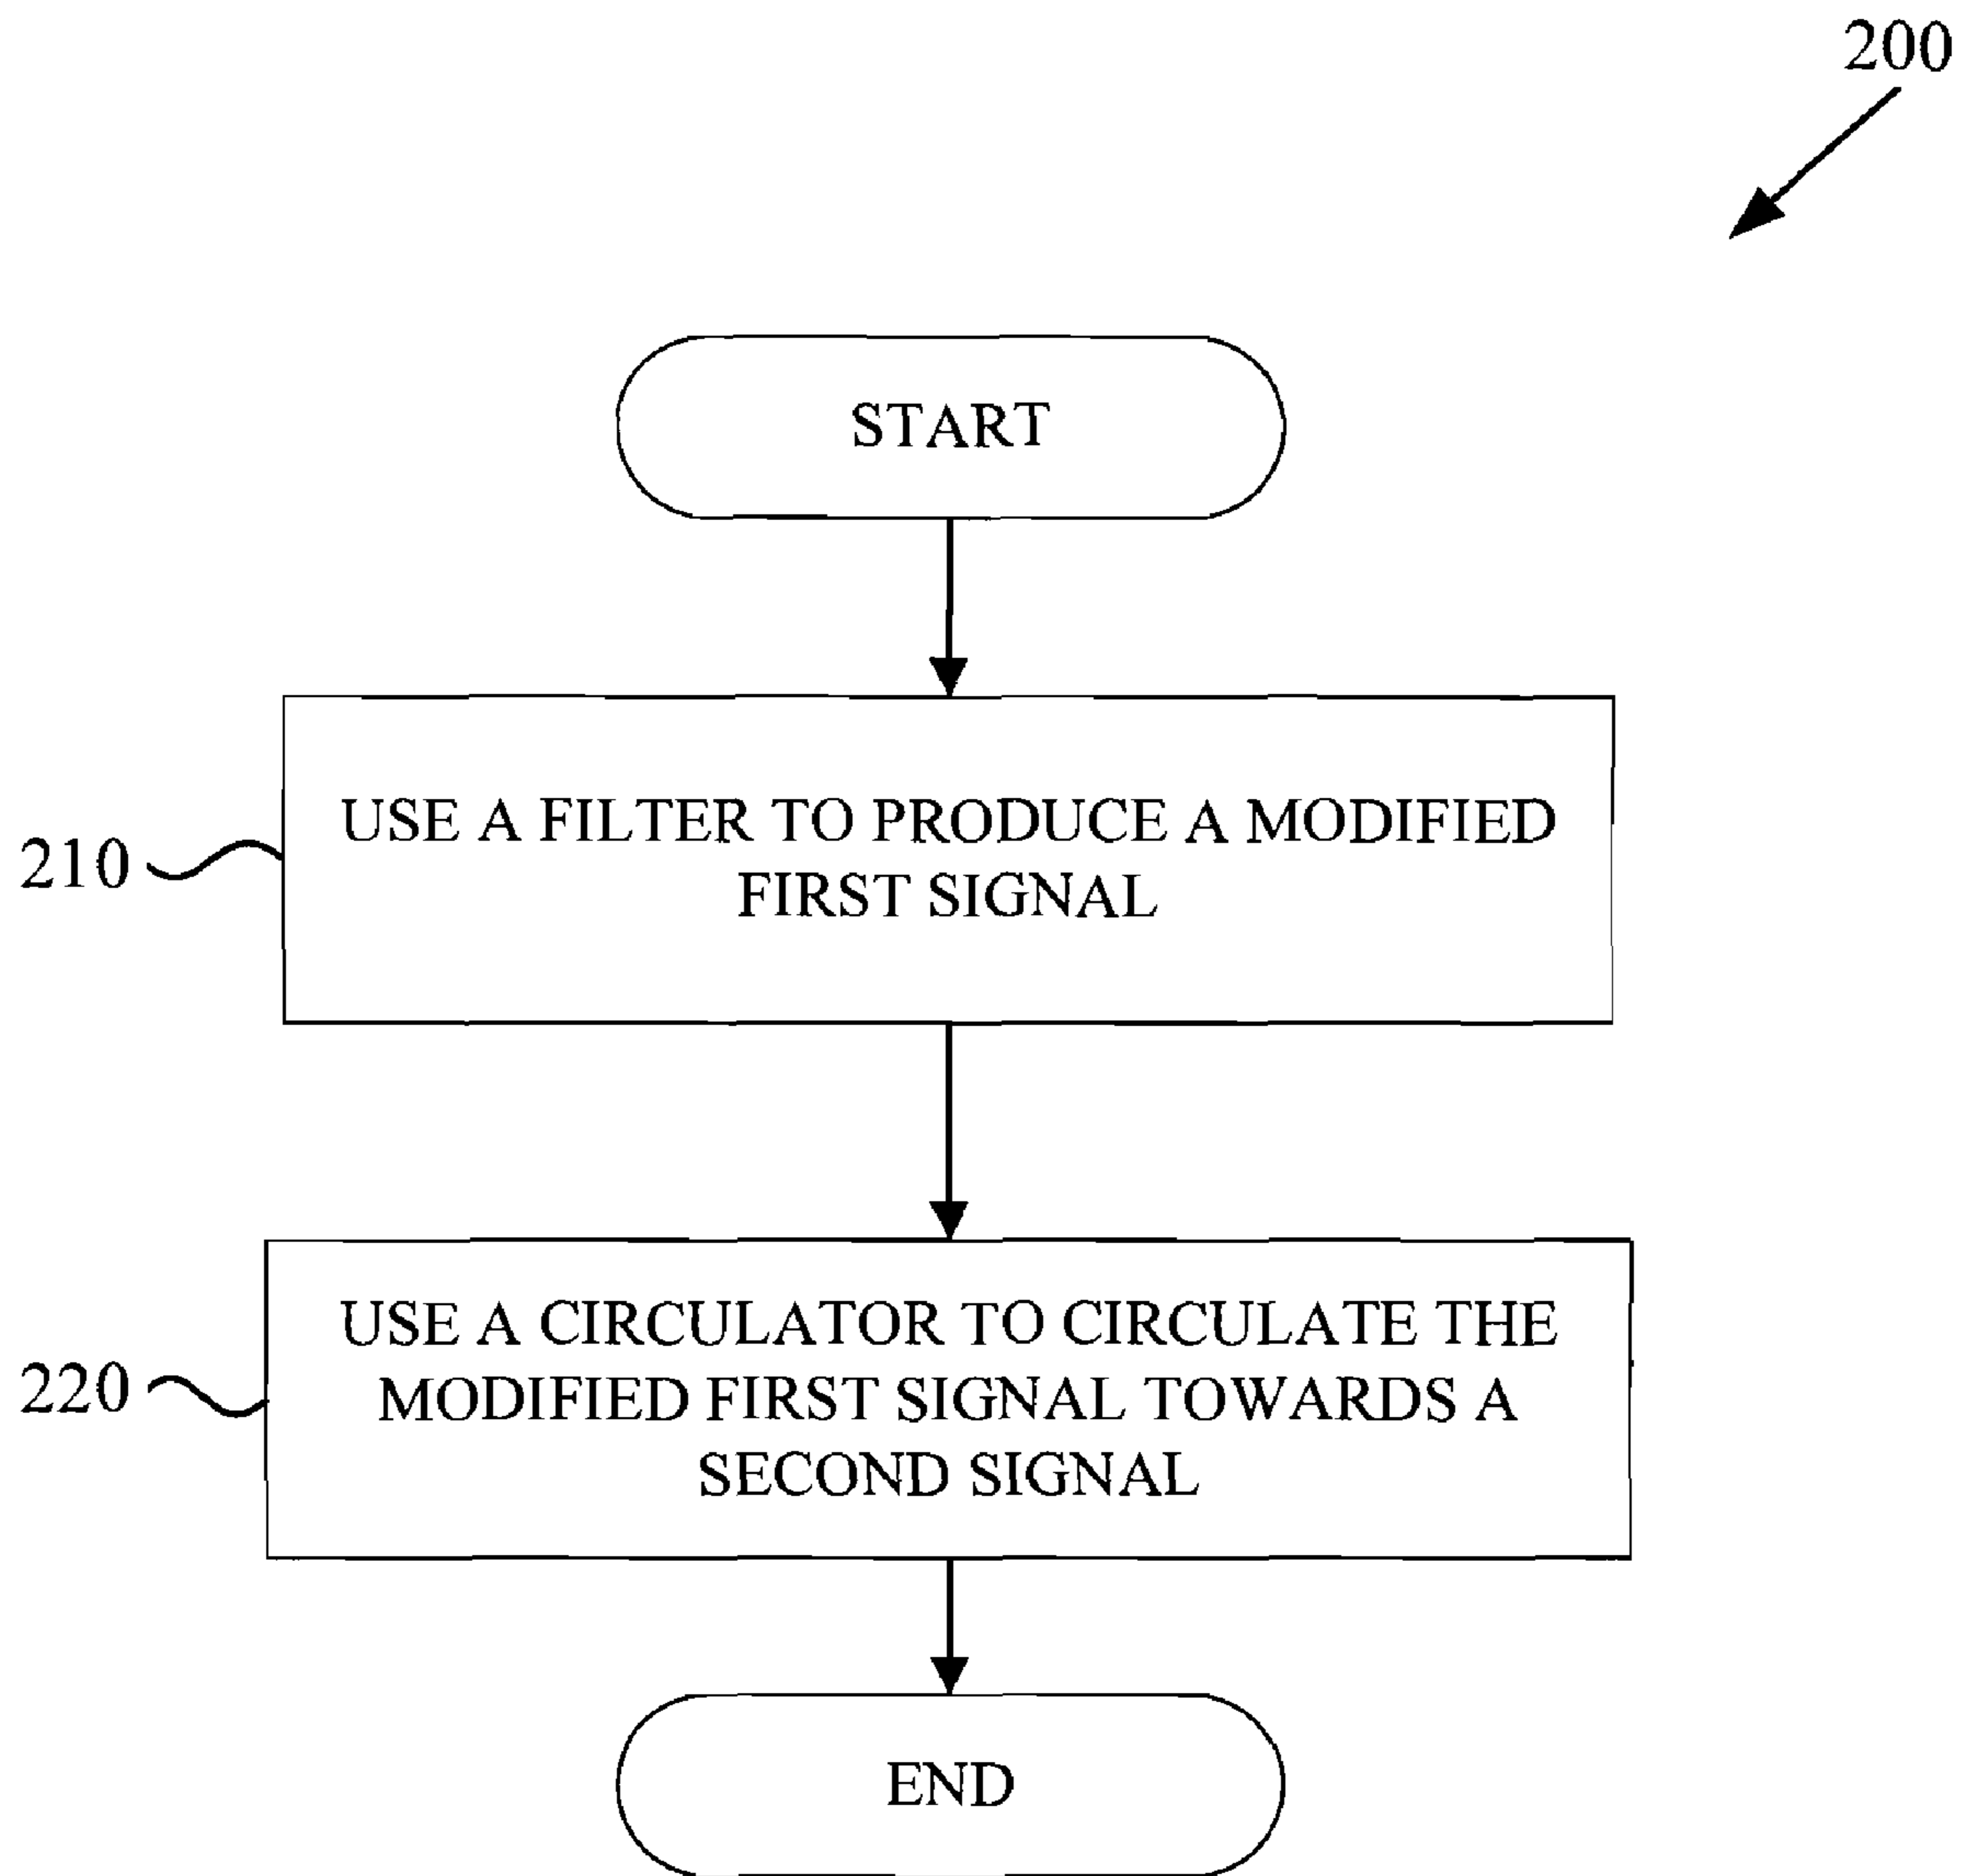 200
START
210
USE A FILTER TO PRODUCE A MODIFIED
FIRST SIGNAL
220
USE A CIRCULATOR TO CIRCULATE THE
MODIFIED FIRST SIGNAL TOWARDS A
SECOND SIGNAL
END